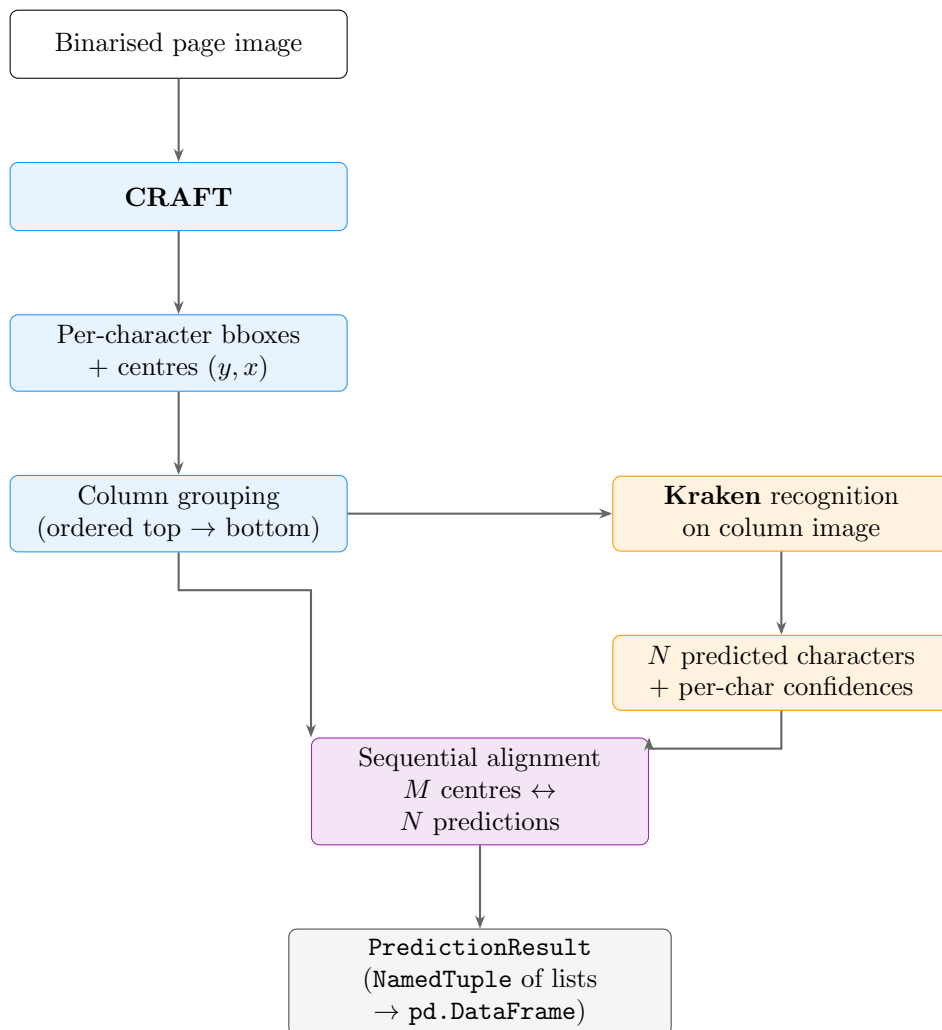 Binarised page image
CRAFT
Per-character bboxes
+ centres (y, x)
Column grouping
(ordered top → bottom)
Kraken recognition
on column image
N predicted characters
+ per-char confidences
Sequential alignment
M centres ↔
N predictions
PredictionResult
(NamedTuple of lists
→ pd.DataFrame)